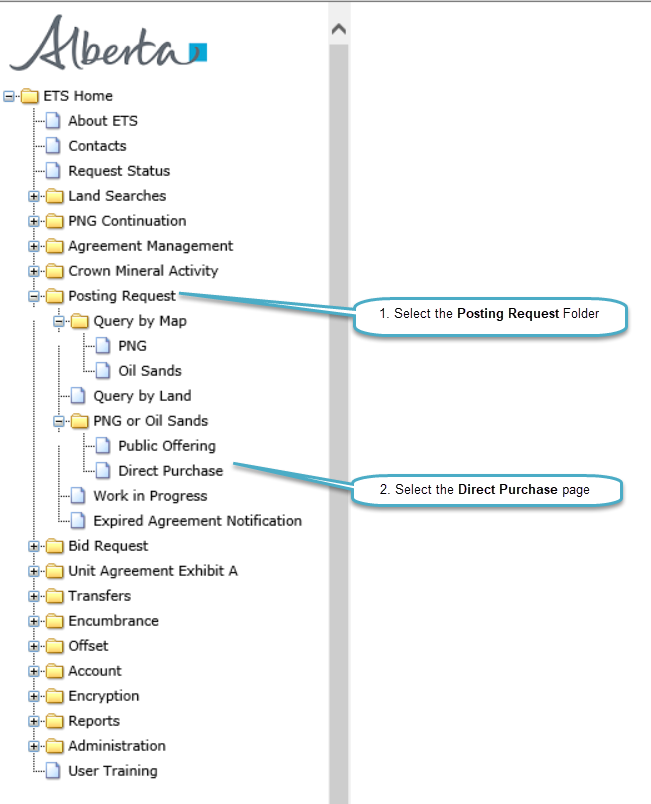 Alberta
ETS Home
About ETS
Contacts
Request Status
Land Searches
PNG Continuation
Agreement Management
Crown Mineral Activity
Posting Request
1. Select the Posting Request Folder
Query by Map
PNG
Oil Sands
Query by Land
PNG or Oil Sands
Public Offering
Direct Purchase
2. Select the Direct Purchase page
Work in Progress
Expired Agreement Notification
Bid Request
Unit Agreement Exhibit A
Transfers
Encumbrance
Offset
Account
Encryption
Reports
Administration
User Training